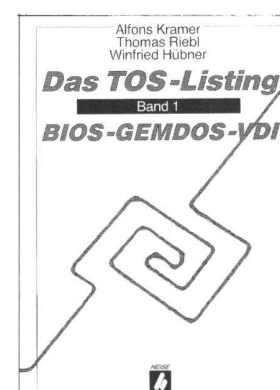 Alfons Kramer
Thomas Riebl
Winfried Hübner
Das TOS-Listing
Band 1
BIOS-GEMDOS-VDI
HEISE